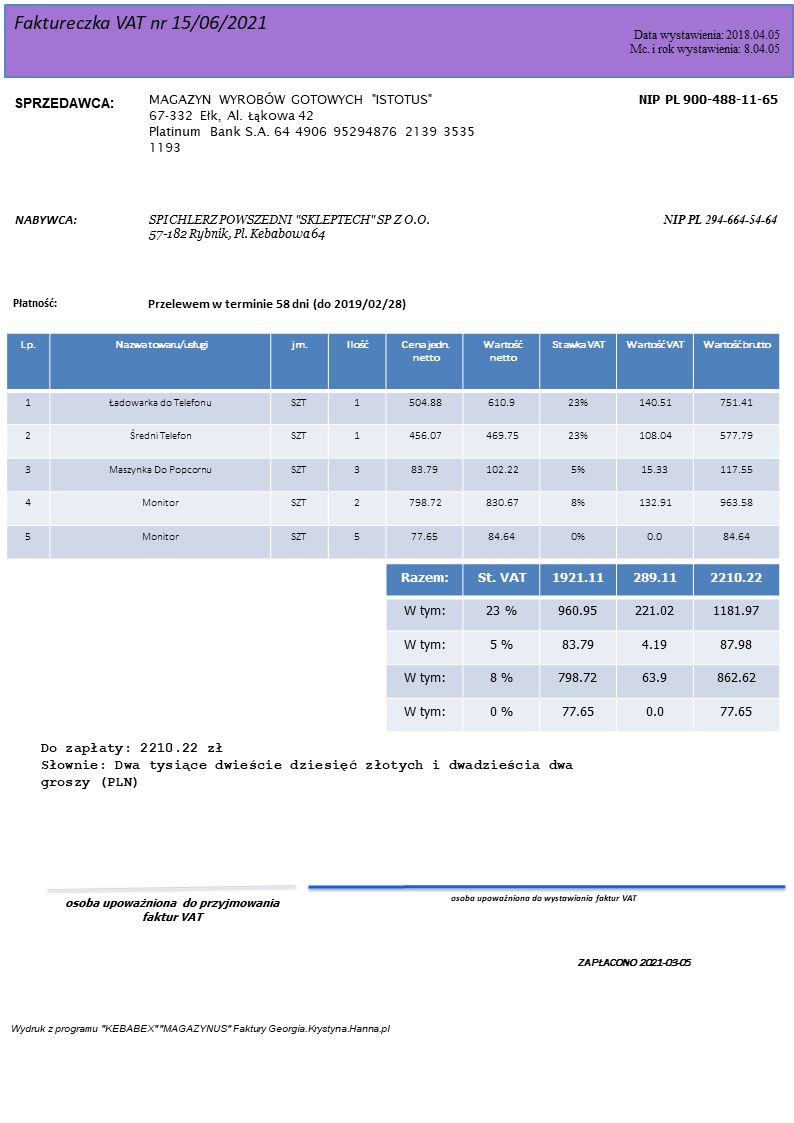 Faktureczka VAT nr 15/06/2021
Data wystawienia: 2018.04.05
Mc. i rok wystawienia: 8.04.05
SPRZEDAWCA: MAGAZYN WYROBÓW GOTOWYCH "ISTOTUS" NIP PL 900-488-11-65
67-332 Ełk, Al. Łąkowa 42
Platinum Bank S.A. 64 4906 95294876 2139 3535
1193
NABYWCA: SPICHLERZ POWSZEDNI "SKLEPTECH" SP Z O.O. NIP PL 294-664-54-64
57-182 Rybnik, Pl. Kebabowa 64
Płatność: Przelewem w terminie 58 dni (do 2019/02/28)
Lp. Nazwa towaru/usługi jm. Ilość Cena jedn. netto Wartość netto Stawka VAT Wartość VAT Wartość brutto
1 Ładowarka do Telefonu SZT 1 504.88 610.9 23% 140.51 751.41
2 Średni Telefon SZT 1 456.07 469.75 23% 108.04 577.79
3 Maszynka Do Popcornu SZT 3 83.79 102.22 5% 15.33 117.55
4 Monitor SZT 2 798.72 830.67 8% 132.91 963.58
5 Monitor SZT 5 77.65 84.64 0% 0.0 84.64
Razem: St. VAT 1921.11 289.11 2210.22
W tym: 23 % 960.95 221.02 1181.97
W tym: 5 % 83.79 4.19 87.98
W tym: 8 % 798.72 63.9 862.62
W tym: 0 % 77.65 0.0 77.65
Do zapłaty: 2210.22 zł
Słownie: Dwa tysiące dwieście dziesięć złotych i dwadzieścia dwa
groszy (PLN)
osoba upoważniona do przyjmowania
faktur VAT
osoba upoważniona do wystawiania faktur VAT
ZAPŁACONO 2021-03-05
Wydruk z programu "KEBABEX""MAGAZYNUS" Faktury Georgia.Krystyna.Hanna.pl